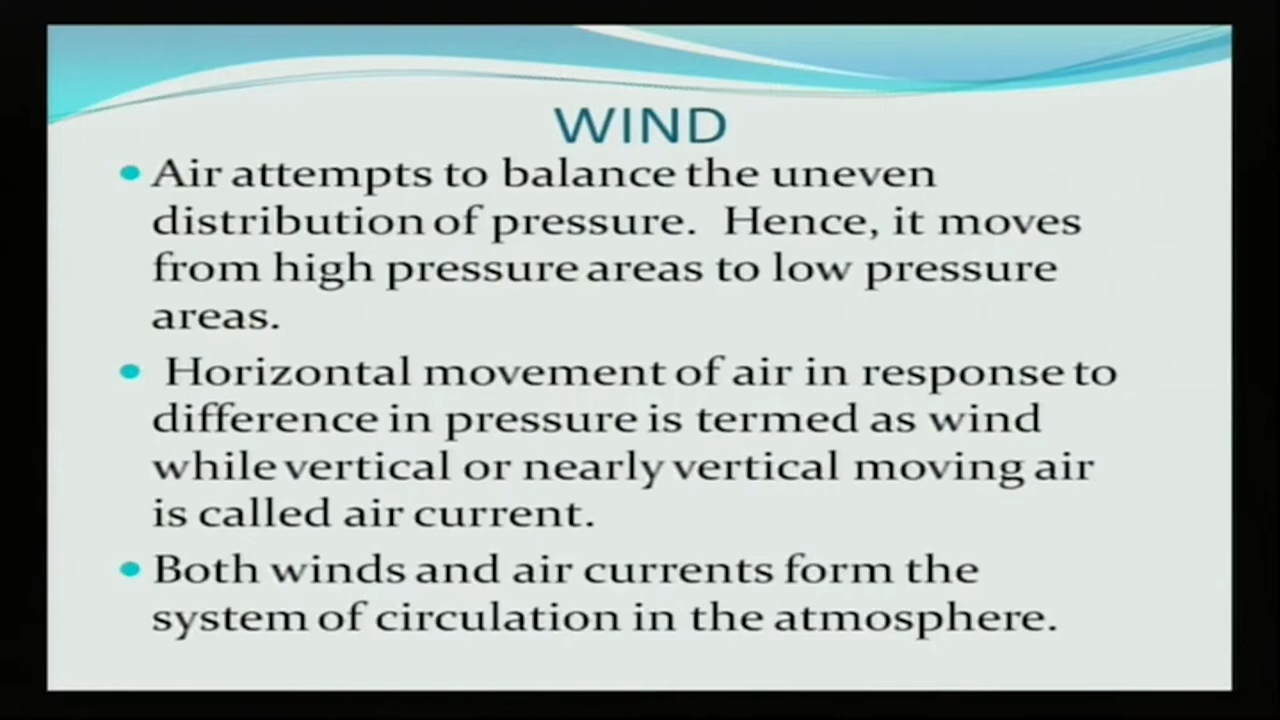 WIND
• Air attempts to balance the uneven
distribution of pressure. Hence, it moves
from high pressure areas to low pressure
areas.
• Horizontal movement of air in response to
difference in pressure is termed as wind
while vertical or nearly vertical moving air
is called air current.
• Both winds and air currents form the
system of circulation in the atmosphere.